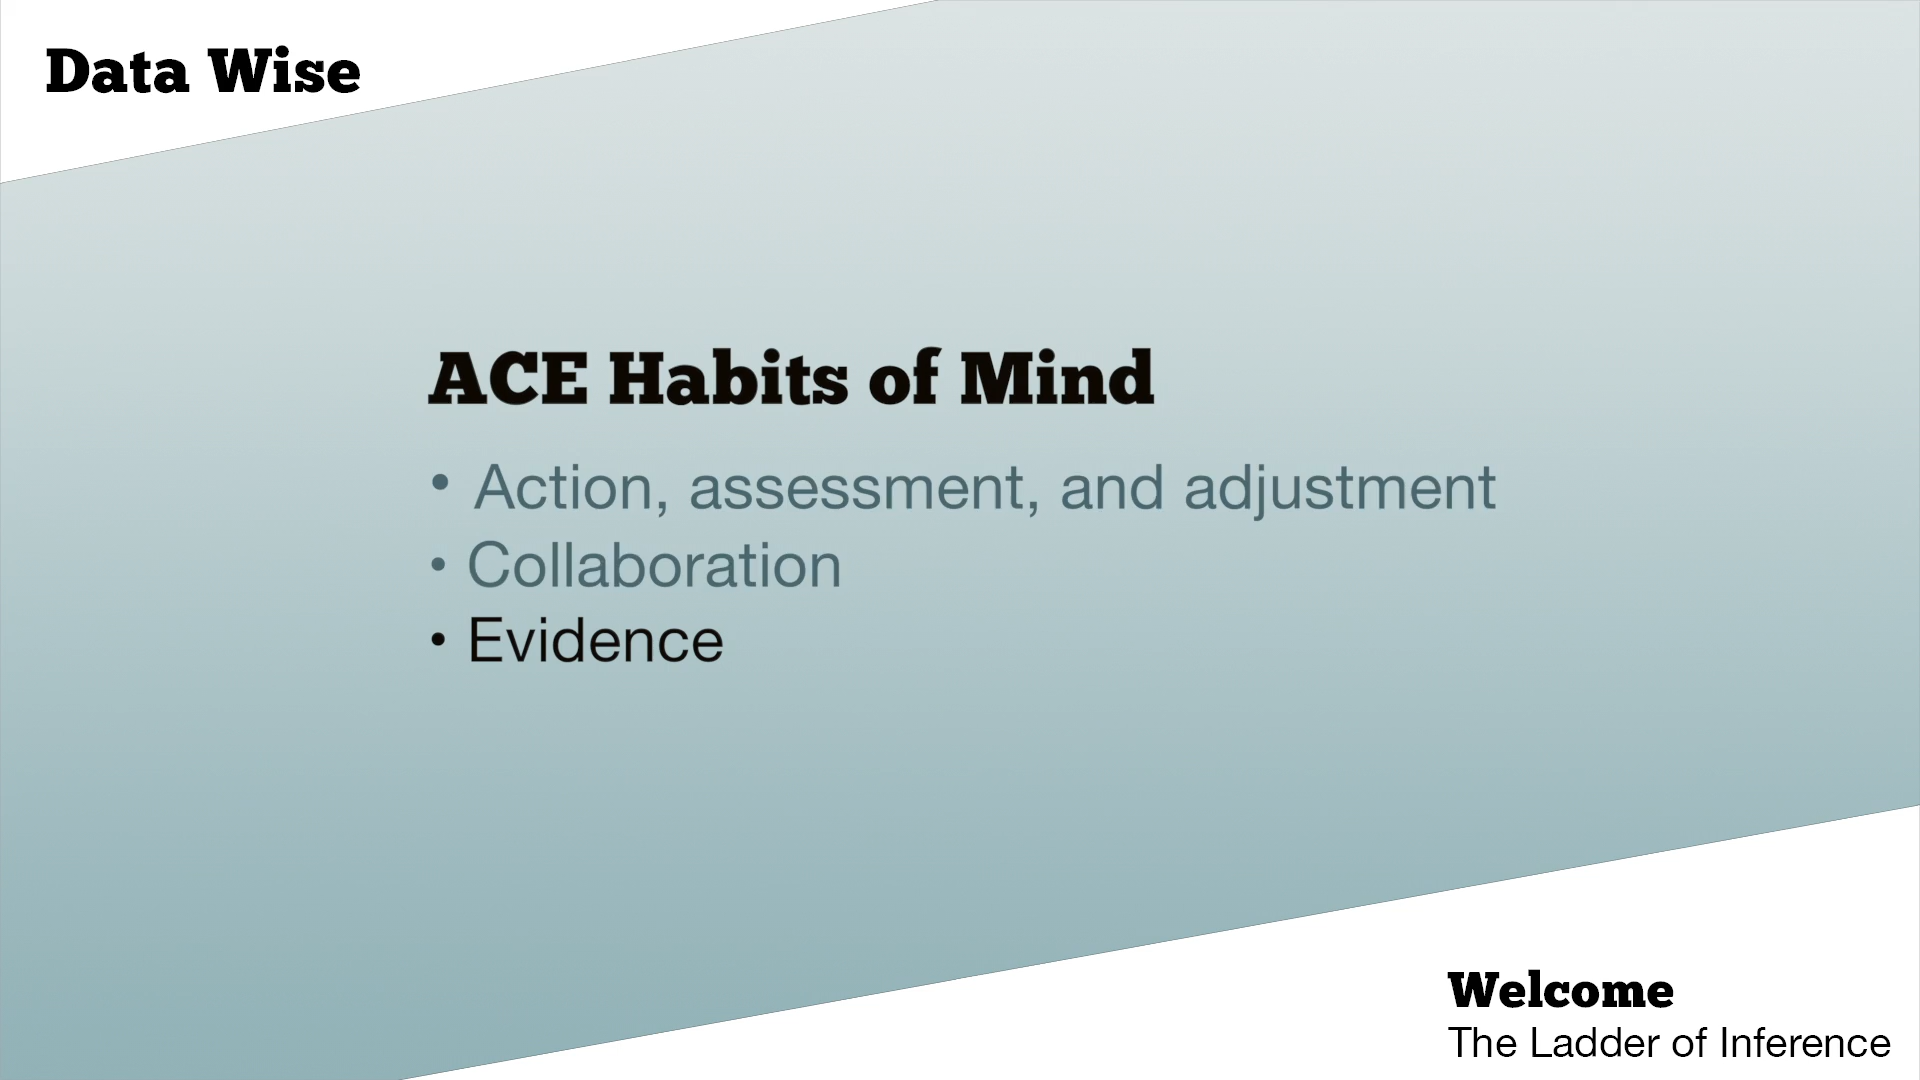 Data Wise
ACE Habits of Mind
• Action, assessment, and adjustment
• Collaboration
• Evidence
Welcome
The Ladder of Inference